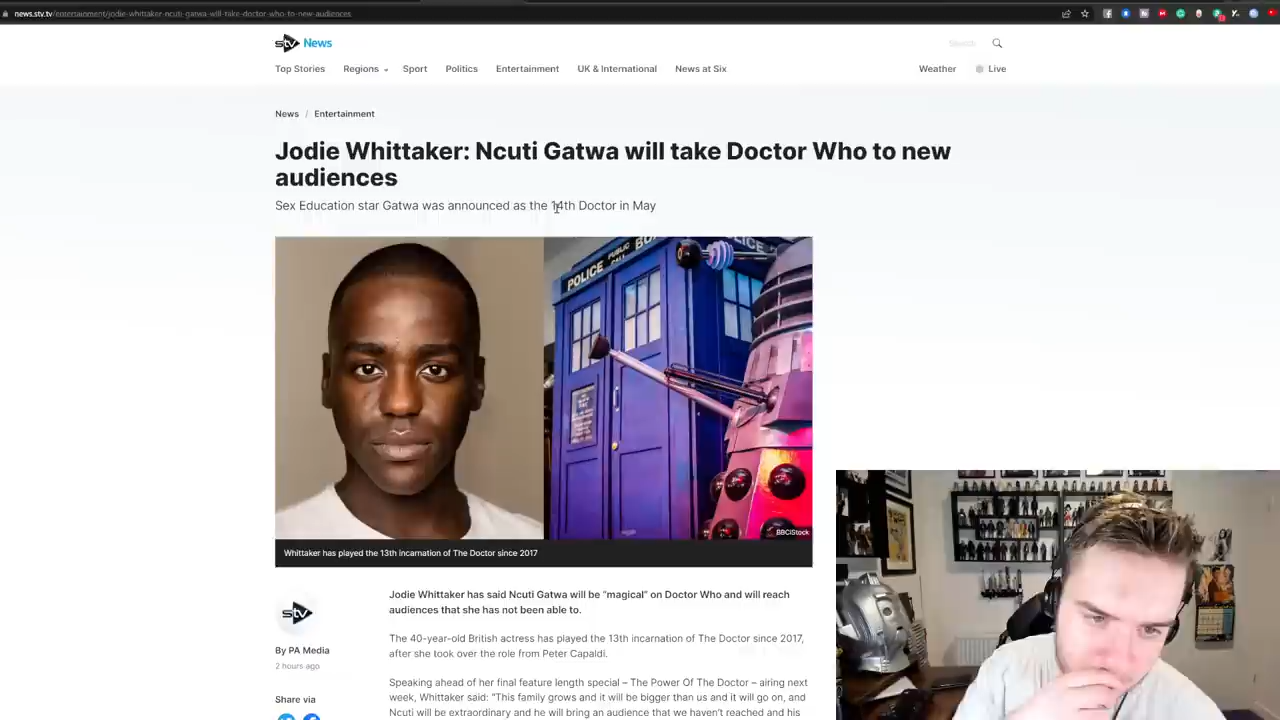 news.stv.tv/entertainment/jodie-whittaker-ncuti-gatwa-will-take-doctor-who-to-new-audiences
stv News
Search
Top Stories Regions Sport Politics Entertainment UK & International News at Six Weather Live
News / Entertainment
Jodie Whittaker: Ncuti Gatwa will take Doctor Who to new
audiences
Sex Education star Gatwa was announced as the 14th Doctor in May
POLICE PUBLIC CALL BO
BBC/iStock
Whittaker has played the 13th incarnation of The Doctor since 2017
stv
By PA Media
2 hours ago
Share via
Jodie Whittaker has said Ncuti Gatwa will be “magical” on Doctor Who and will reach
audiences that she has not been able to.
The 40-year-old British actress has played the 13th incarnation of The Doctor since 2017,
after she took over the role from Peter Capaldi.
Speaking ahead of her final feature length special – The Power Of The Doctor – airing next
week, Whittaker said: “This family grows and it will be bigger than us and it will go on, and
Ncuti will be extraordinary and he will bring an audience that we haven’t reached and his